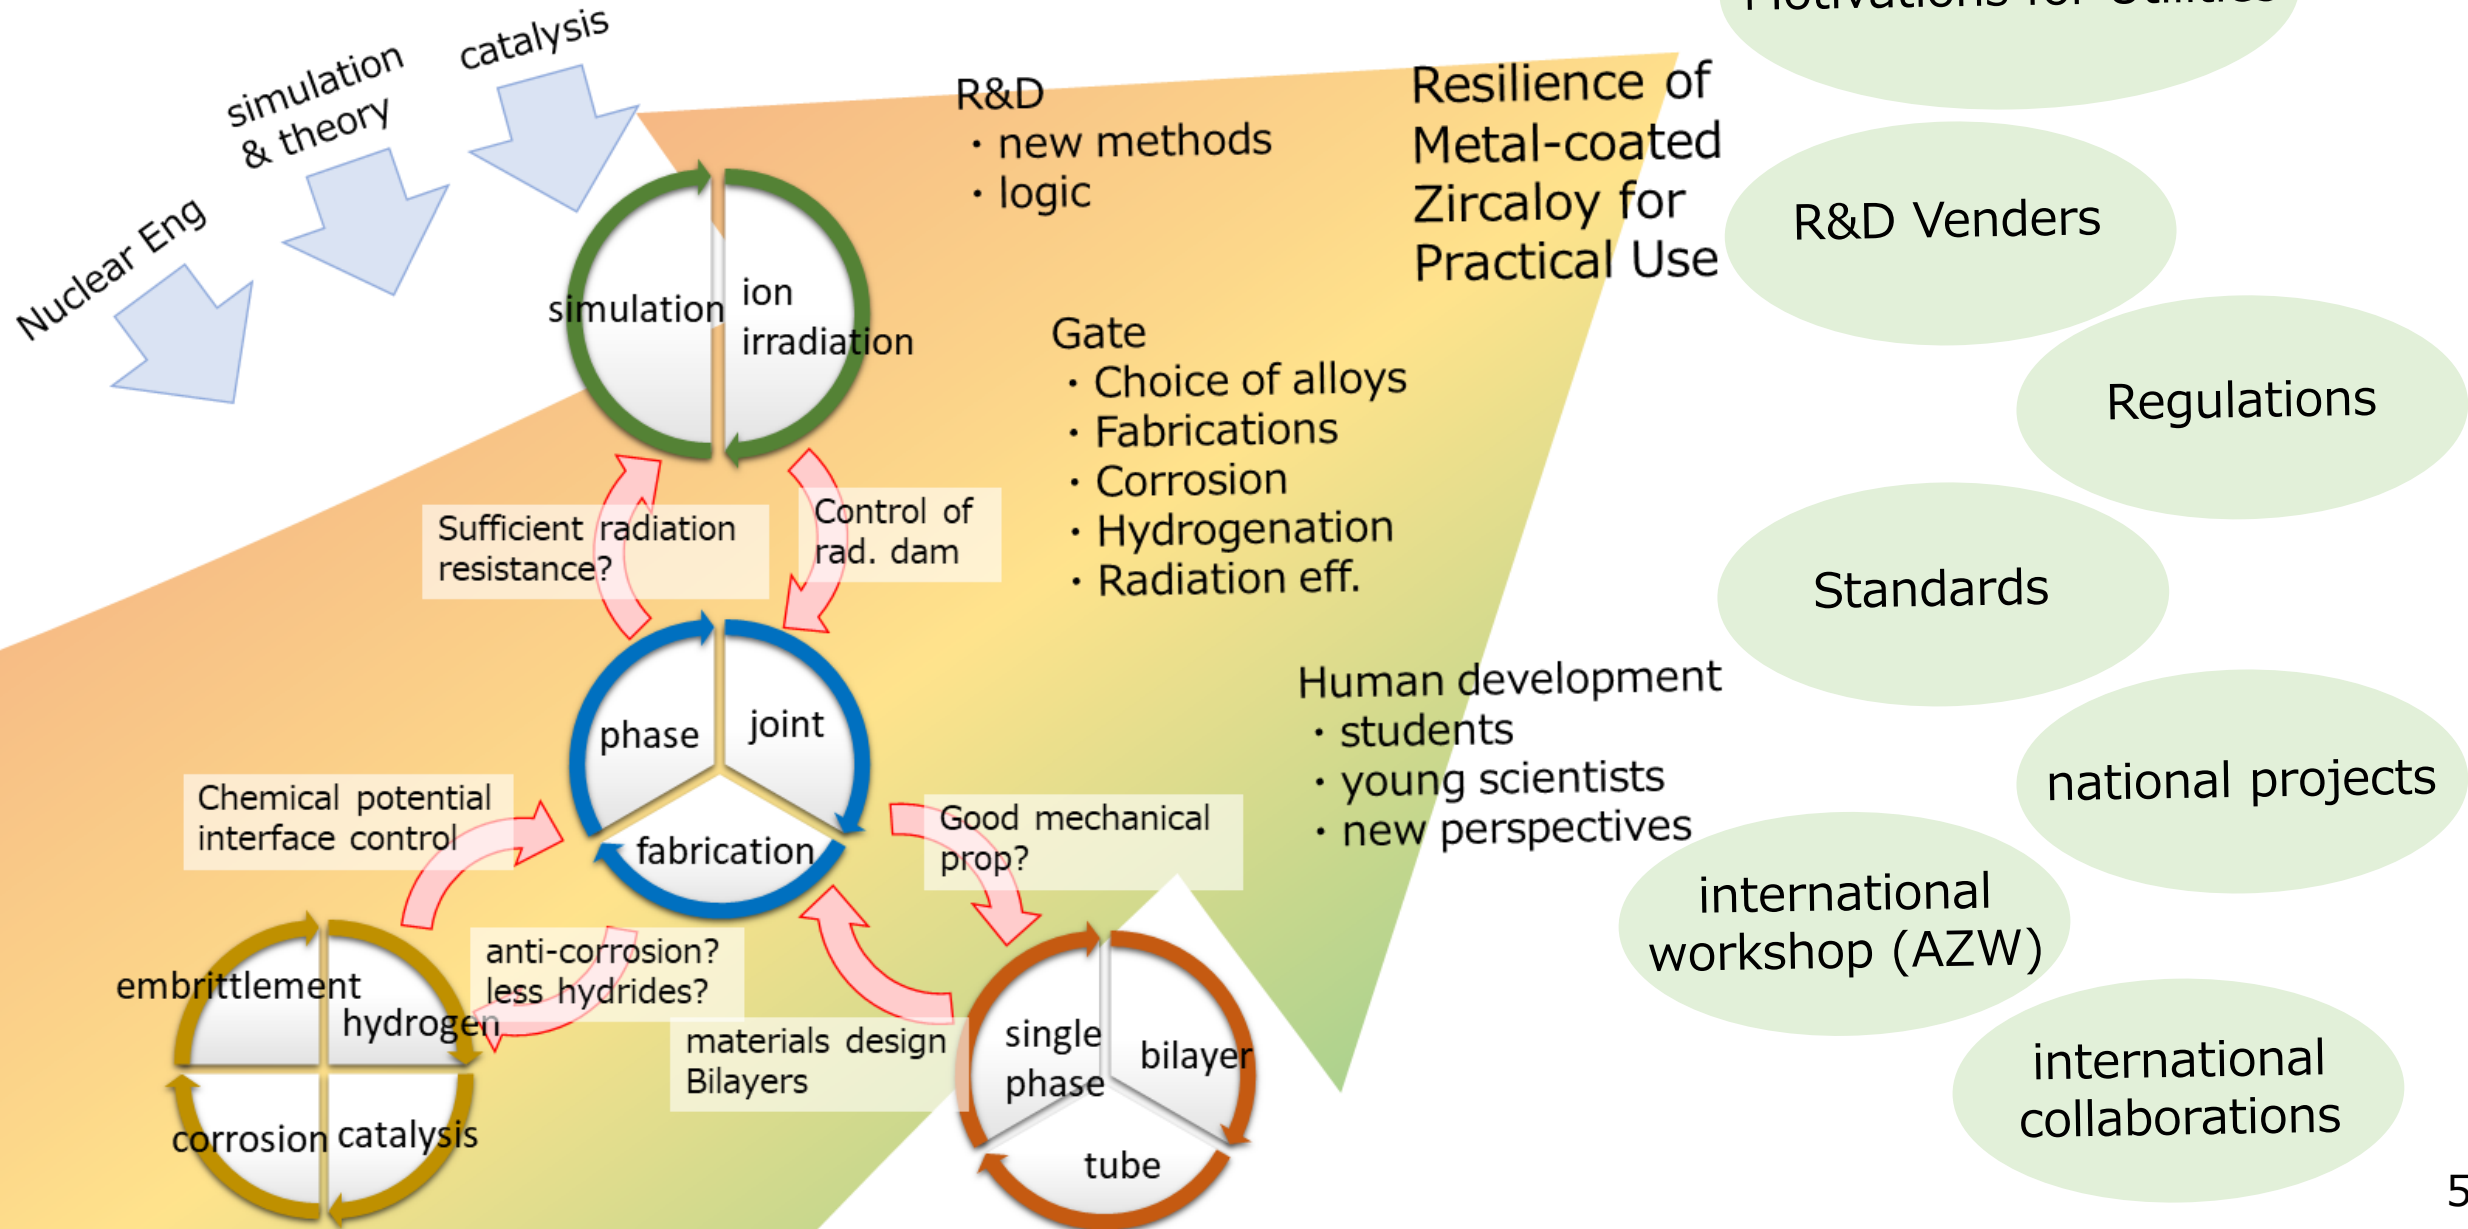 Motivations for Utilities
catalysis
simulation
& theory
Nuclear Eng
R&D
・new methods
・logic
Resilience of
Metal-coated
Zircaloy for
Practical Use
R&D Venders
simulation
ion
irradiation
Gate
・Choice of alloys
・Fabrications
・Corrosion
・Hydrogenation
・Radiation eff.
Regulations
Sufficient radiation
resistance?
Control of
rad. dam
Standards
Human development
・students
・young scientists
・new perspectives
phase
joint
fabrication
national projects
Chemical potential
interface control
Good mechanical
prop?
international
workshop (AZW)
anti-corrosion?
less hydrides?
embrittlement
hydrogen
corrosion
catalysis
materials design
Bilayers
single
phase
bilayer
tube
international
collaborations
5